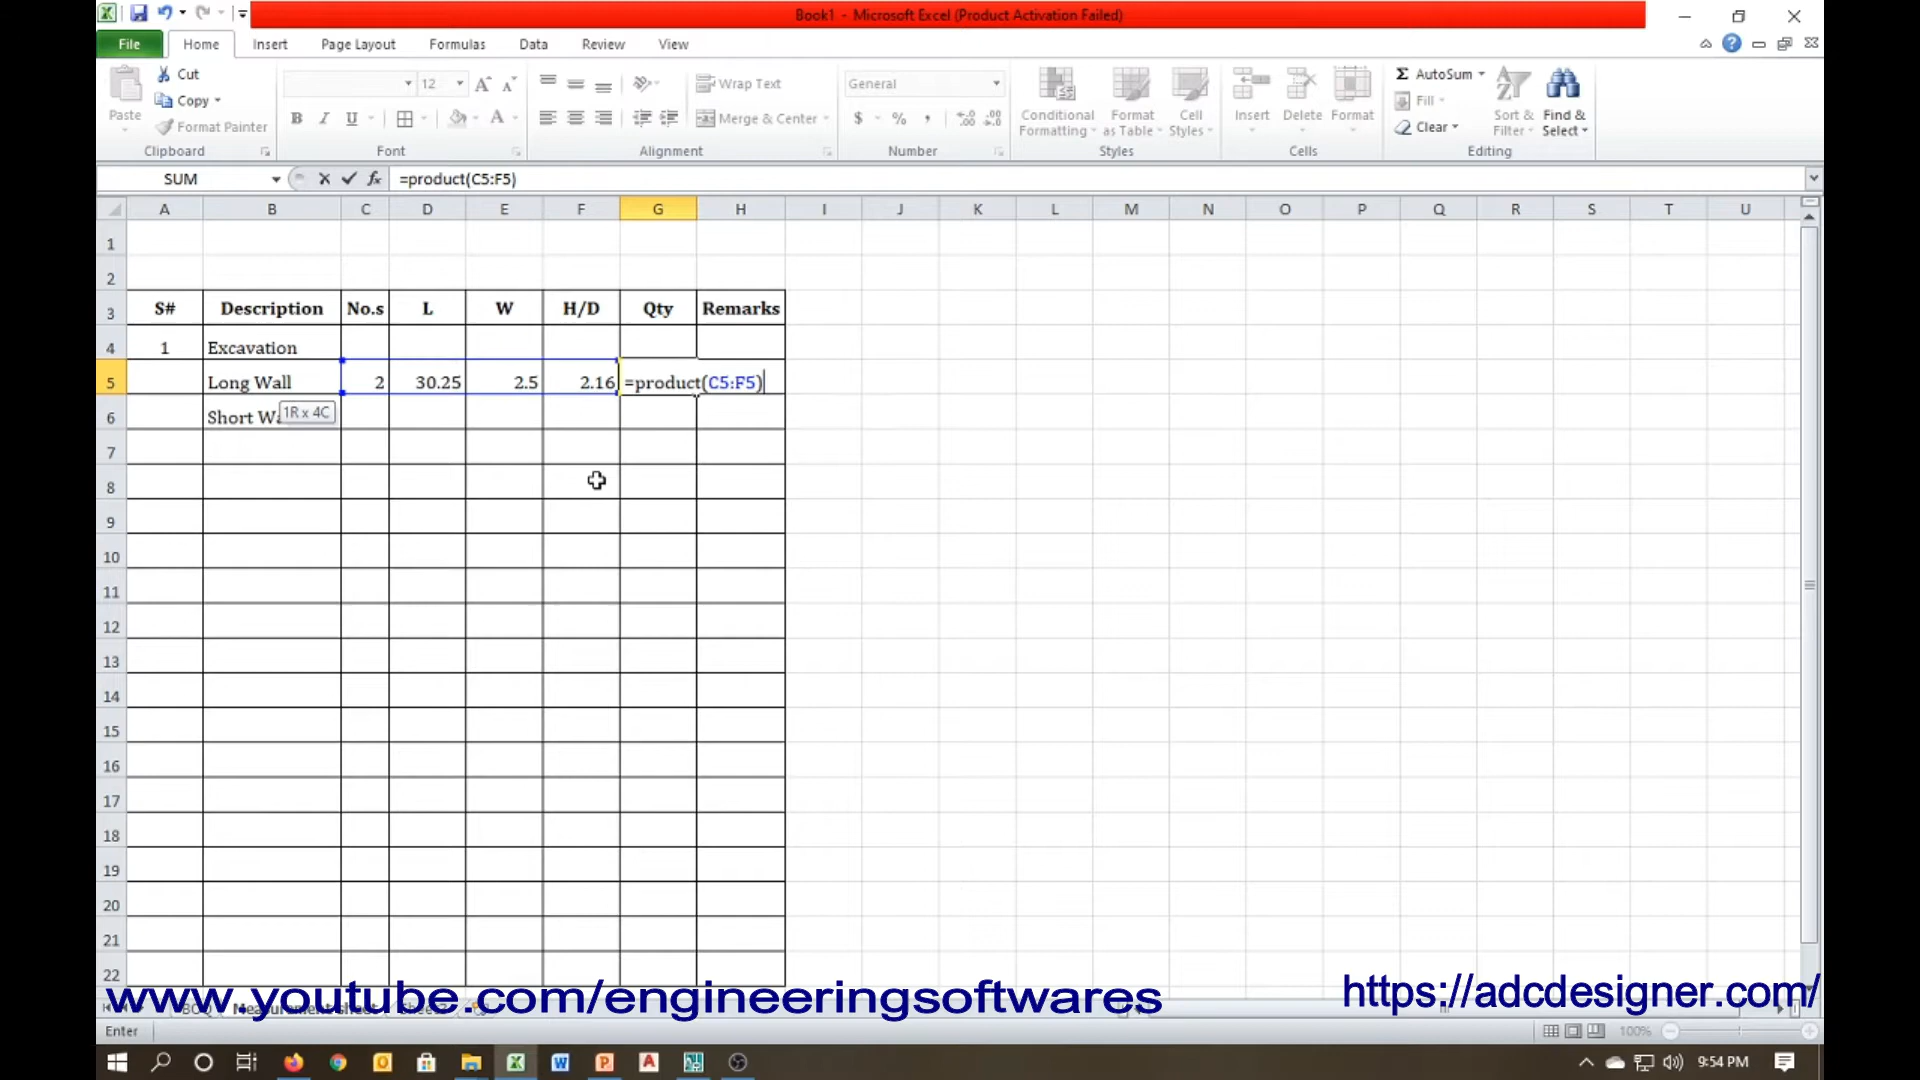 Book1 - Microsoft Excel (Product Activation Failed)
File Home Insert Page Layout Formulas Data Review View
Cut
Copy
Format Painter
Paste
Clipboard
12
B I U
Font
Wrap Text
Merge & Center
Alignment
General
$ % ,
Number
Conditional Formatting
Format as Table
Cell Styles
Styles
Insert Delete Format
Cells
Σ AutoSum
Fill
Clear
Sort & Filter
Find & Select
Editing
SUM fx =product(C5:F5)
A B C D E F G H I J K L M N O P Q R S T U
1
2
3 S# Description No.s L W H/D Qty Remarks
4 1 Excavation
5 Long Wall 2 30.25 2.5 2.16 =product(C5:F5)
6 Short Wa 1R x 4C
7
8
9
10
11
12
13
14
15
16
17
18
19
20
21
22
www.youtube.com/engineeringsoftwares
https://adcdesigner.com/
BOQ Measurement sheet
Enter
100%
9:54 PM